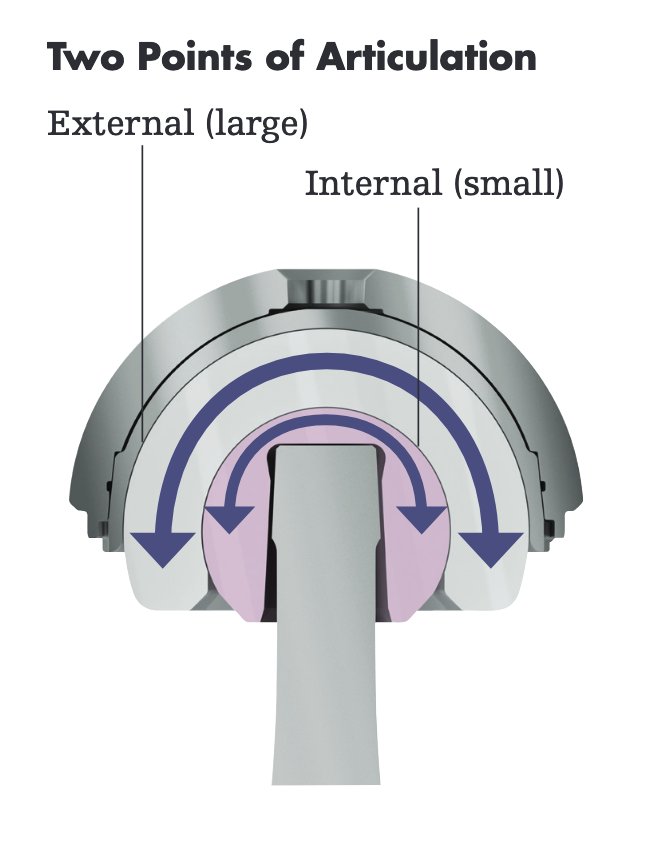 Two Points of Articulation
External (large)
Internal (small)